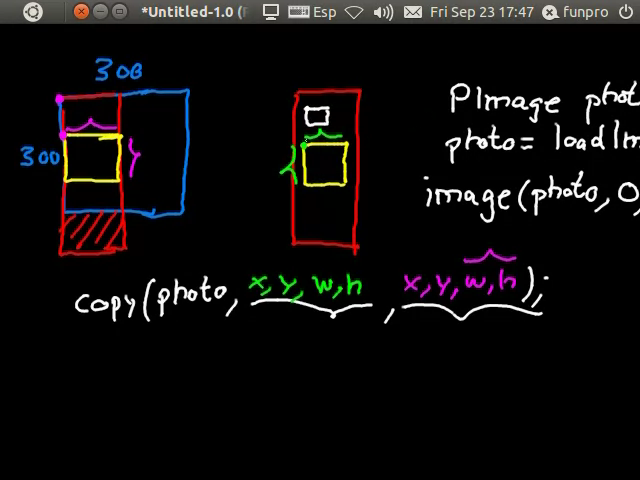 *Untitled-1.0 ( Esp Fri Sep 23 17:47 funpro
300
300
y
PImage phot
photo= loadIm
image(photo, 0,
copy(photo, x,y,w,h , x,y,w,h);